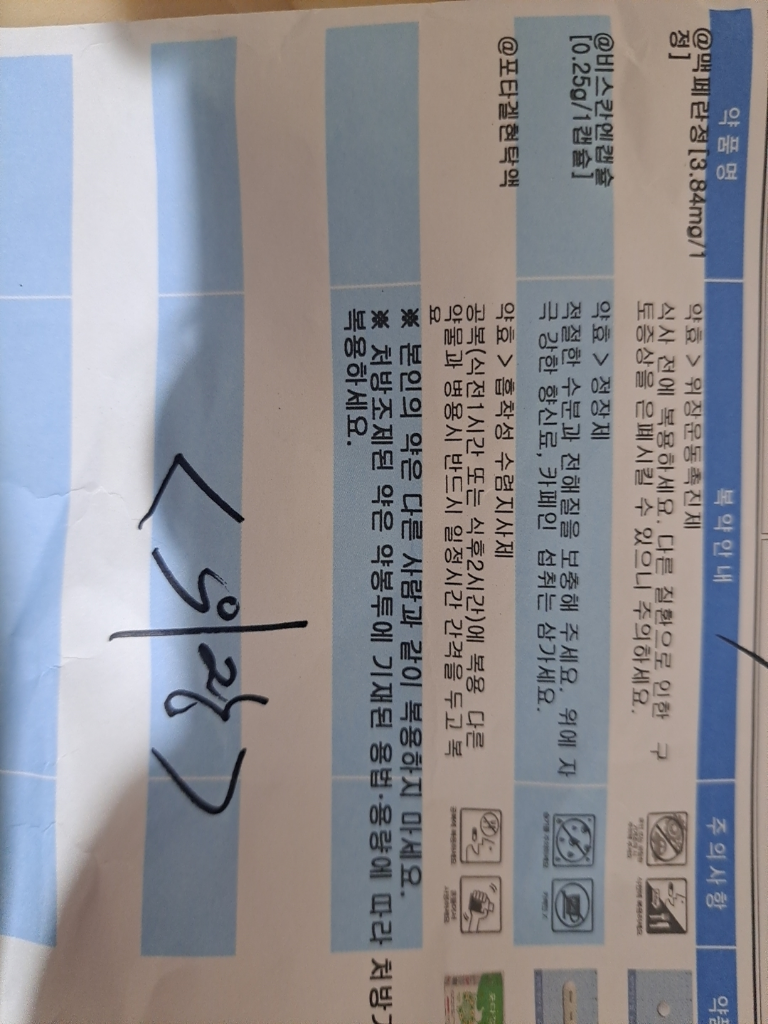 약품명 복약안내 주의사항
@맥페란정[3.84mg/1
정]
약효 > 위장운동촉진제
식사 전에 복용하세요. 다른 질환으로 인한 구
토증상을 은폐시킬 수 있으니 주의하세요.
@비스칸엔캡슐
[0.25g/1캡슐]
약효 > 정장제
적절한 수분과 전해질을 보충해 주세요. 위에 자
극 강한 향신료, 카페인 섭취는 삼가세요.
@포타겔현탁액
약효 > 흡착성 수렴지사제
공복(식전1시간 또는 식후2시간)에 복용 다른
약물과 병용시 반드시 일정시간 간격을 두고 복
요
※ 본인의 약은 다른 사람과 같이 복용하지 마세요.
※ 처방조제된 약은 약봉투에 기재된 용법·용량에 따라 처방기
복용하세요.